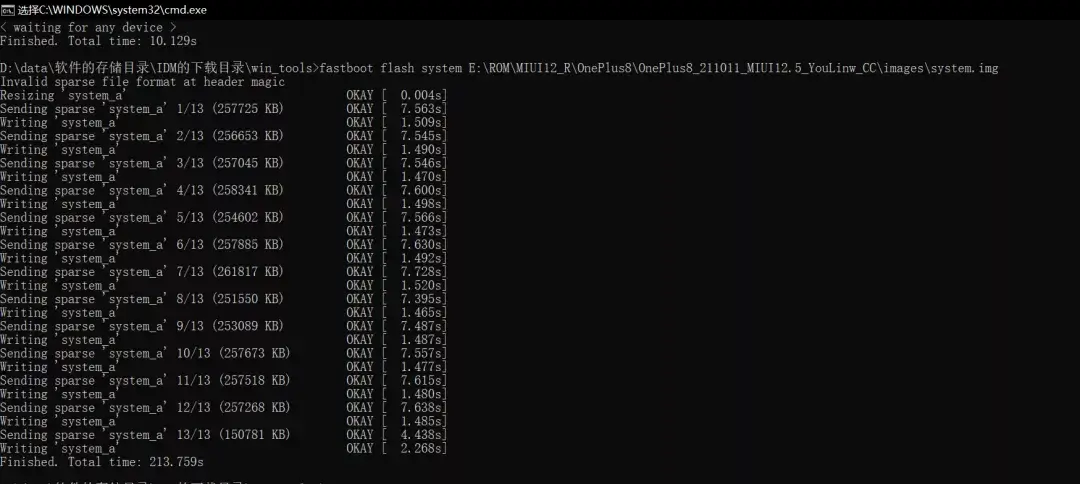 选择C:\WINDOWS\system32\cmd.exe
< waiting for any device >
Finished. Total time: 10.129s
D:\data\软件的存储目录\IDM的下载目录\win_tools>fastboot flash system E:\ROM\MIUI12_R\OnePlus8\OnePlus8_211011_MIUI12.5_YouLinw_CC\images\system.img
Invalid sparse file format at header magic
Resizing 'system_a' OKAY [ 0.004s]
Sending sparse 'system_a' 1/13 (257725 KB) OKAY [ 7.563s]
Writing 'system_a' OKAY [ 1.509s]
Sending sparse 'system_a' 2/13 (256653 KB) OKAY [ 7.545s]
Writing 'system_a' OKAY [ 1.490s]
Sending sparse 'system_a' 3/13 (257045 KB) OKAY [ 7.546s]
Writing 'system_a' OKAY [ 1.470s]
Sending sparse 'system_a' 4/13 (258341 KB) OKAY [ 7.600s]
Writing 'system_a' OKAY [ 1.498s]
Sending sparse 'system_a' 5/13 (254602 KB) OKAY [ 7.566s]
Writing 'system_a' OKAY [ 1.473s]
Sending sparse 'system_a' 6/13 (257885 KB) OKAY [ 7.630s]
Writing 'system_a' OKAY [ 1.492s]
Sending sparse 'system_a' 7/13 (261817 KB) OKAY [ 7.728s]
Writing 'system_a' OKAY [ 1.520s]
Sending sparse 'system_a' 8/13 (251550 KB) OKAY [ 7.395s]
Writing 'system_a' OKAY [ 1.465s]
Sending sparse 'system_a' 9/13 (253089 KB) OKAY [ 7.487s]
Writing 'system_a' OKAY [ 1.487s]
Sending sparse 'system_a' 10/13 (257673 KB) OKAY [ 7.557s]
Writing 'system_a' OKAY [ 1.477s]
Sending sparse 'system_a' 11/13 (257518 KB) OKAY [ 7.615s]
Writing 'system_a' OKAY [ 1.480s]
Sending sparse 'system_a' 12/13 (257268 KB) OKAY [ 7.638s]
Writing 'system_a' OKAY [ 1.485s]
Sending sparse 'system_a' 13/13 (150781 KB) OKAY [ 4.438s]
Writing 'system_a' OKAY [ 2.268s]
Finished. Total time: 213.759s